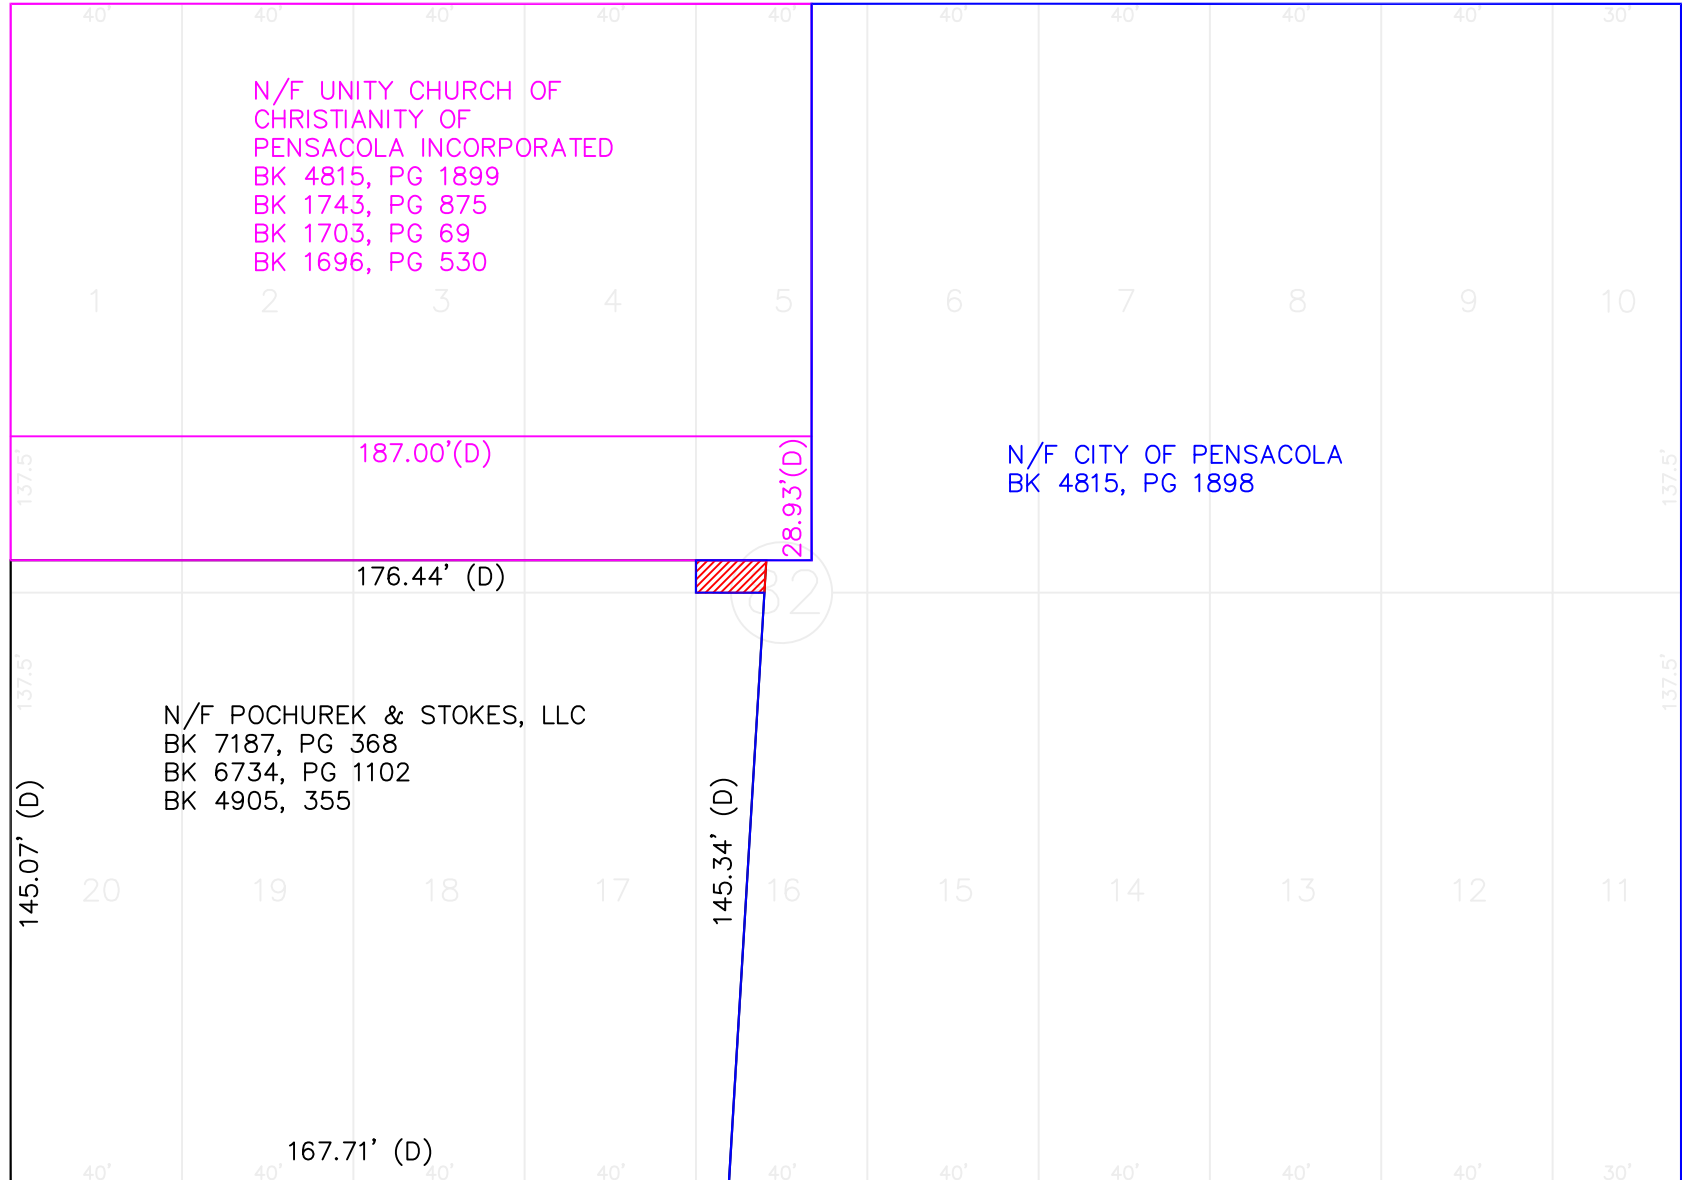 40' 40' 40' 40' 40' 40' 40' 40' 40' 30'
N/F UNITY CHURCH OF
CHRISTIANITY OF
PENSACOLA INCORPORATED
BK 4815, PG 1899
BK 1743, PG 875
BK 1703, PG 69
BK 1696, PG 530
1 2 3 4 5 6 7 8 9 10
187.00'(D)
28.93'(D)
137.5'
N/F CITY OF PENSACOLA
BK 4815, PG 1898
137.5'
176.44' (D)
82
137.5'
137.5'
N/F POCHUREK & STOKES, LLC
BK 7187, PG 368
BK 6734, PG 1102
BK 4905, 355
145.07' (D)
145.34' (D)
20 19 18 17 16 15 14 13 12 11
167.71' (D)
40' 40' 40' 40' 40' 40' 40' 40' 40' 30'